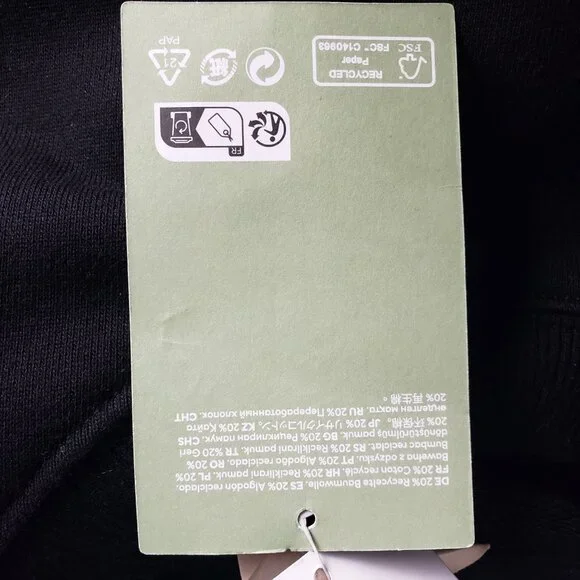 DE 20% Recycelte Baumwolle. ES 20% Algodón reciclado.
FR 20% Coton recyclé. HR 20% Reciklirani pamuk. PL 20%
Bawełna z odzysku. PT 20% Algodão reciclado. RO 20%
Bumbac reciclat. RS 20% Reciklirani pamuk. TR %20 Geri
dönüştürülmüş pamuk. BG 20% Рециклиран памук. CHS
20% 环保棉。 JP 20% リサイクルコットン。 KZ 20% Қайта
өңделген мақта. RU 20% Переработанный хлопок. CHT
20% 再生棉。
FR
RECYCLED
Paper
FSC
FSC® C140963
21
PAP